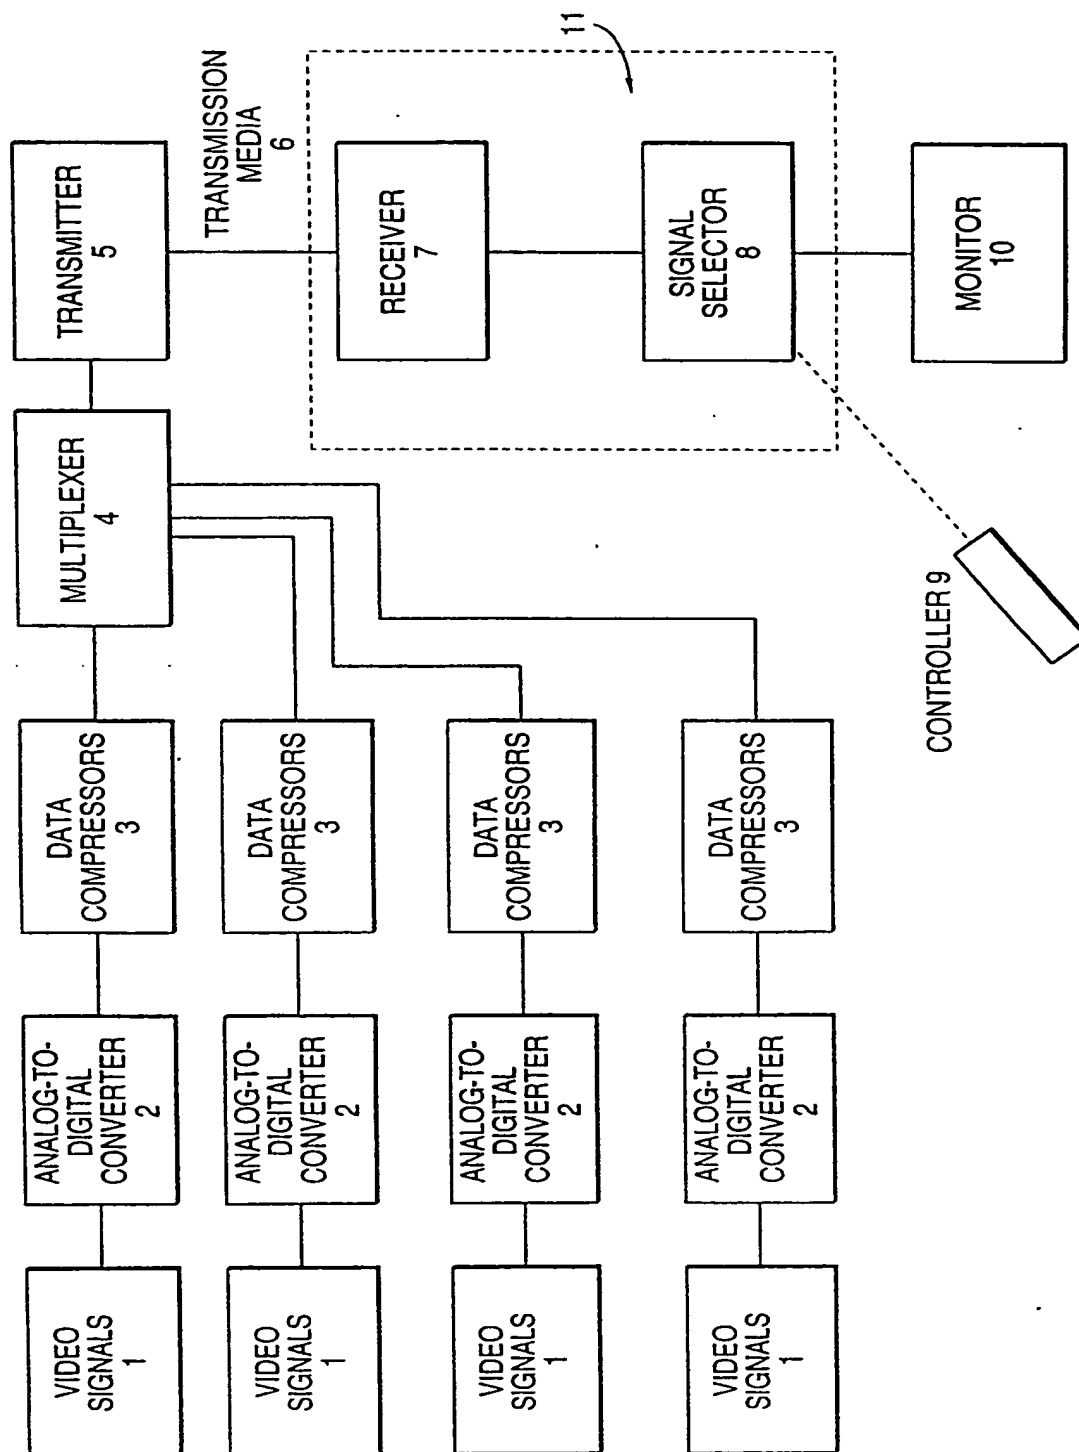 VIDEO
SIGNALS
1
ANALOG-TO-
DIGITAL
CONVERTER
2
DATA
COMPRESSORS
3
MULTIPLEXER
4
TRANSMITTER
5
VIDEO
SIGNALS
1
ANALOG-TO-
DIGITAL
CONVERTER
2
DATA
COMPRESSORS
3
VIDEO
SIGNALS
1
ANALOG-TO-
DIGITAL
CONVERTER
2
DATA
COMPRESSORS
3
VIDEO
SIGNALS
1
ANALOG-TO-
DIGITAL
CONVERTER
2
DATA
COMPRESSORS
3
TRANSMISSION
MEDIA
6
RECEIVER
7
11
SIGNAL
SELECTOR
8
CONTROLLER 9
MONITOR
10